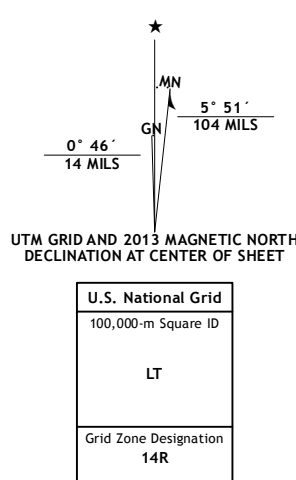 MN
GN
5° 51´
104 MILS
0° 46´
14 MILS
UTM GRID AND 2013 MAGNETIC NORTH
DECLINATION AT CENTER OF SHEET
U.S. National Grid
100,000-m Square ID
LT
Grid Zone Designation
14R